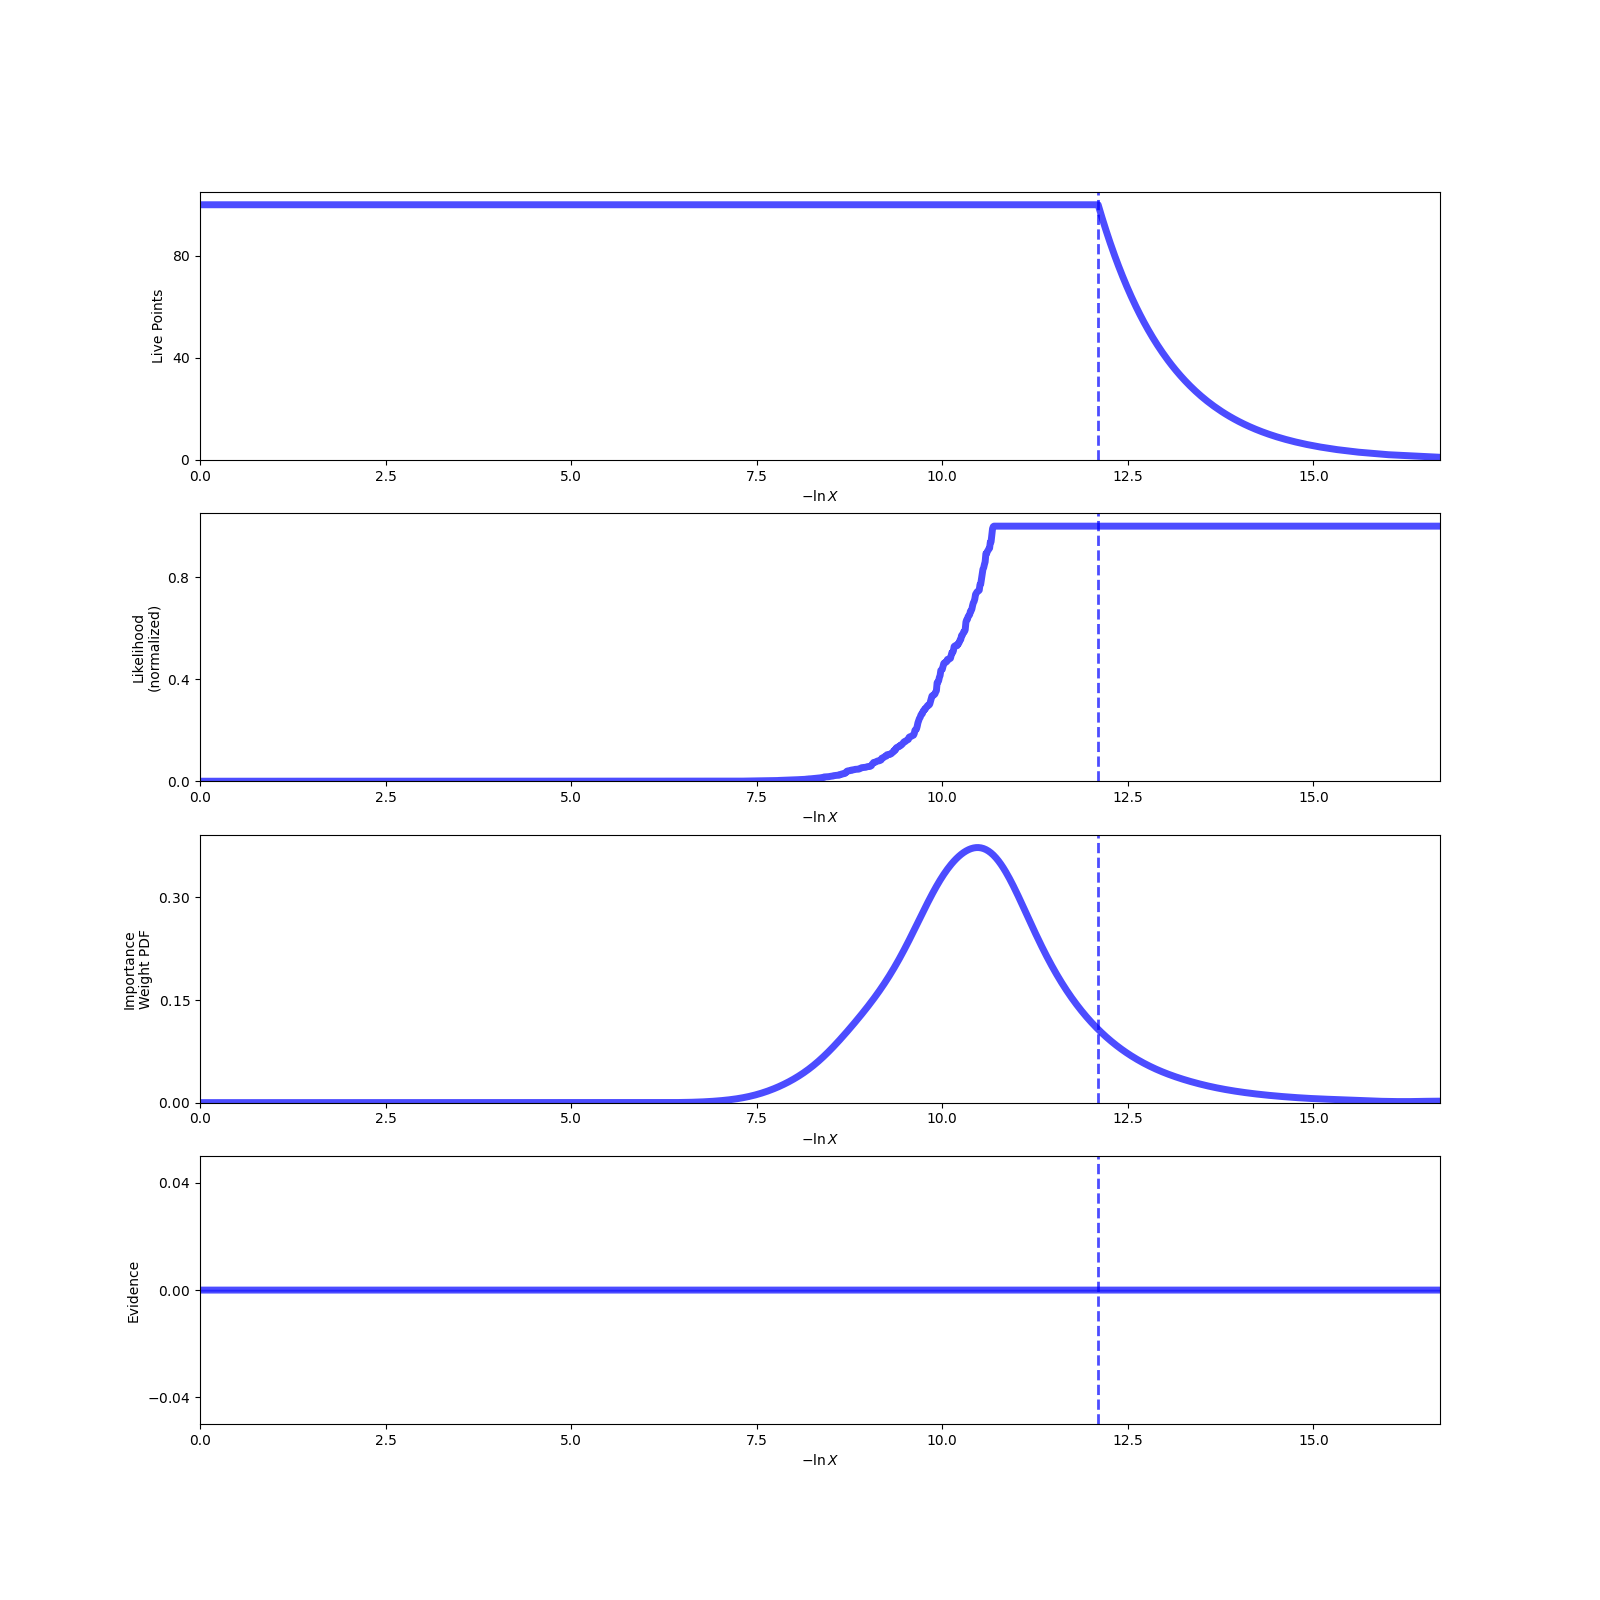 80
40
0
Live Points
0.0 2.5 5.0 7.5 10.0 12.5 15.0
−ln X
0.8
0.4
0.0
Likelihood
(normalized)
0.0 2.5 5.0 7.5 10.0 12.5 15.0
−ln X
0.30
0.15
0.00
Importance
Weight PDF
0.0 2.5 5.0 7.5 10.0 12.5 15.0
−ln X
0.04
0.00
−0.04
Evidence
0.0 2.5 5.0 7.5 10.0 12.5 15.0
−ln X